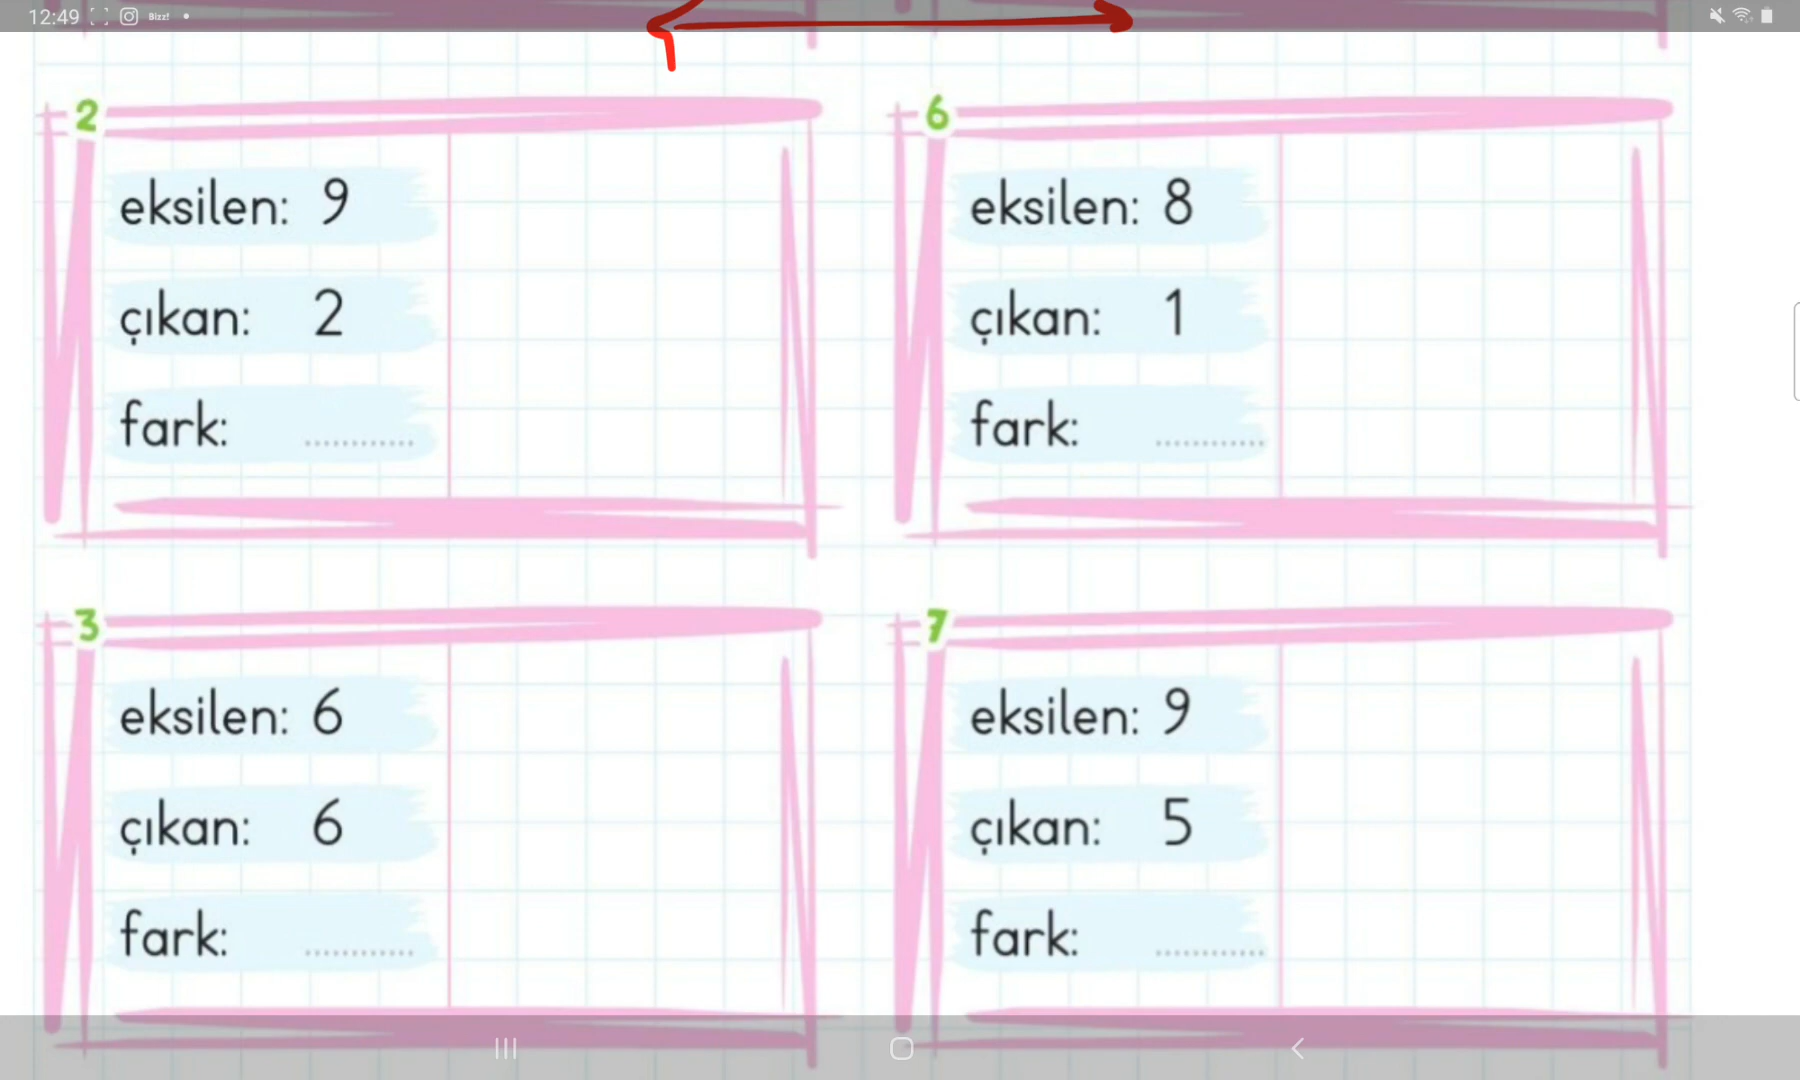 12:49 Bizz!
2
eksilen: 9
çıkan: 2
fark: ............
6
eksilen: 8
çıkan: 1
fark: ............
3
eksilen: 6
çıkan: 6
fark: ............
7
eksilen: 9
çıkan: 5
fark: ............